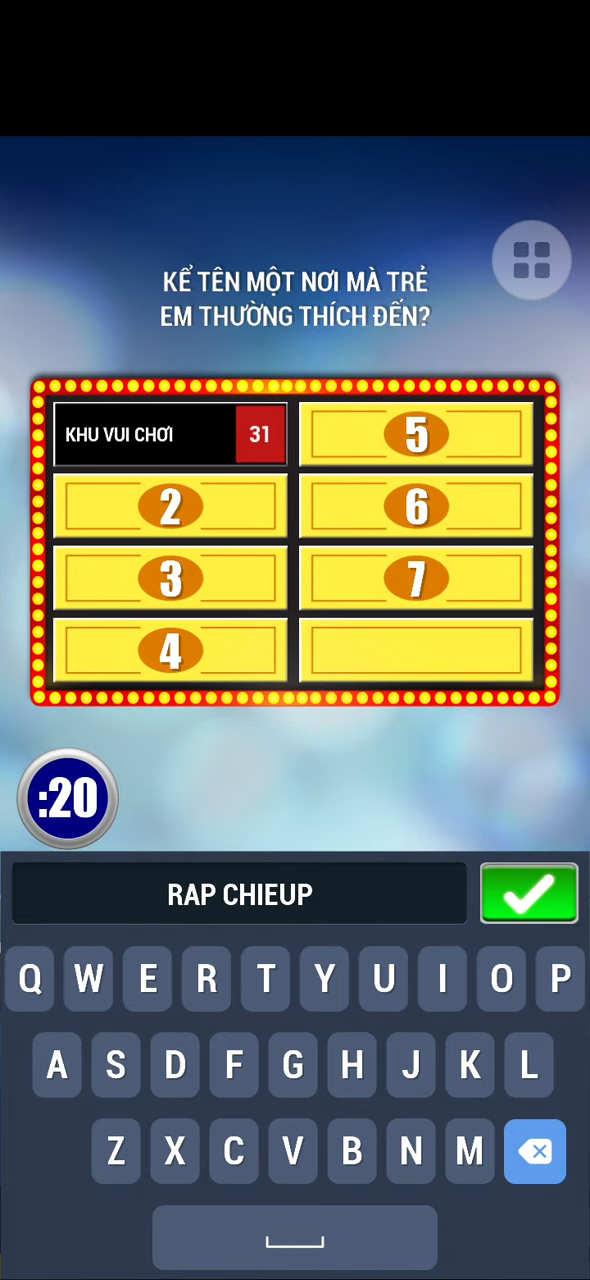 KỂ TÊN MỘT NƠI MÀ TRẺ
EM THƯỜNG THÍCH ĐẾN?
KHU VUI CHƠI 31
5
2
6
3
7
4
:20
RAP CHIEUP
Q W E R T Y U I O P
A S D F G H J K L
Z X C V B N M